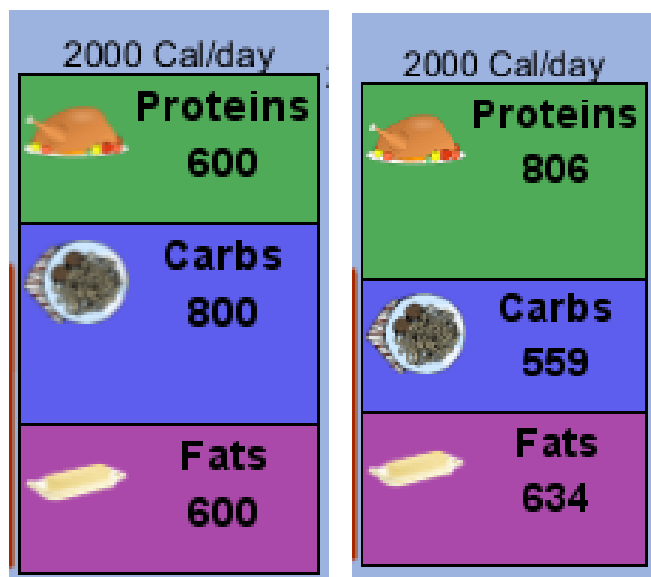 2000 Cal/day
Proteins
600
Carbs
800
Fats
600
2000 Cal/day
Proteins
806
Carbs
559
Fats
634